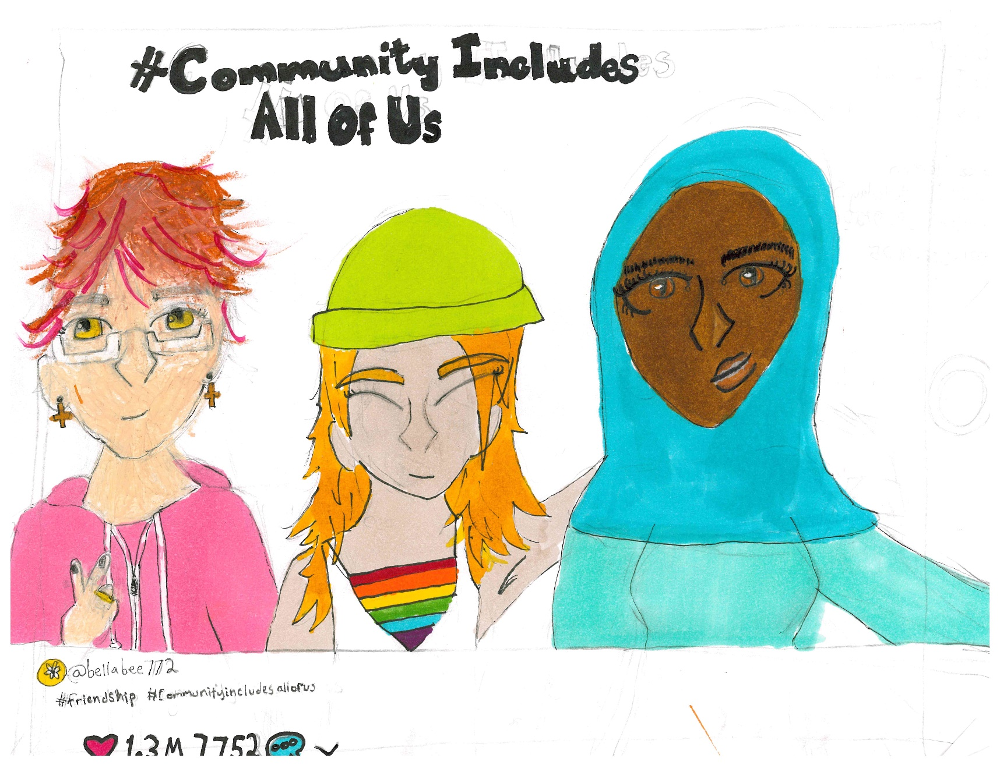 #Community Includes
All of Us
@bellabee772
#friendship #Communityincludesallofus
1.3M 7752